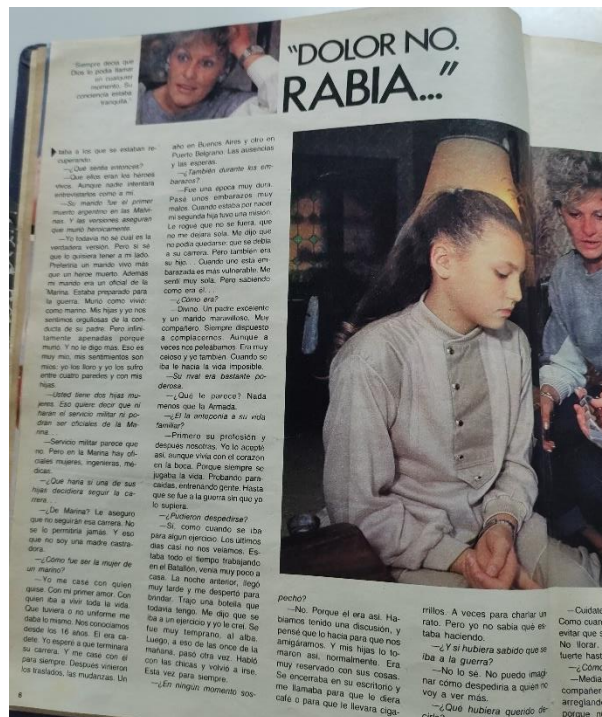 "Siempre decía que
Dios lo podía llamar
en cualquier
momento. Su
conciencia estaba
tranquila."
"DOLOR NO.
RABIA..."
taba a los que se estaban re-
cuperando.
—¿Qué sentía entonces?
—Que ellos eran los héroes
vivos. Aunque nadie intentara
entrevistarlos como a mí.
—Su marido fue el primer
muerto argentino en las Malvi-
nas. Y las versiones aseguran
que murió heroicamente.
—Yo todavía no sé cuál es la
verdadera versión. Pero sí sé
que lo quisiera tener a mi lado.
Preferiría un marido vivo más
que un héroe muerto. Además
mi marido era un oficial de la
Marina. Estaba preparado para
la guerra. Murió como vivió:
como marino. Mis hijas y yo nos
sentimos orgullosas de la con-
ducta de su padre. Pero infini-
tamente apenadas porque
murió. Y no le digo más. Eso es
muy mío, mis sentimientos son
míos: yo los lloro y yo los sufro
entre cuatro paredes y con mis
hijas.
—Usted tiene dos hijas mu-
jeres. Eso quiere decir que ni
harán el servicio militar ni po-
drán ser oficiales de la Ma-
rina...
—Servicio militar parece que
no. Pero en la Marina hay ofi-
ciales mujeres, ingenieras, mé-
dicas.
—¿Qué haría si una de sus
hijas decidiera seguir la ca-
rrera...
—¿De Marina? Le aseguro
que no seguirán esa carrera. No
se lo permitiría jamás. Y eso
que no soy una madre castra-
dora.
—¿Cómo fue ser la mujer de
un marino?
—Yo me casé con quien
quise. Con mi primer amor. Con
quien iba a vivir toda la vida.
Que tuviera o no uniforme me
daba lo mismo. Nos conocíamos
desde los 16 años. El era ca-
dete. Yo esperé a que terminara
su carrera. Y me casé con él
para siempre. Después vinieron
los traslados, las mudanzas. Un
año en Buenos Aires y otro en
Puerto Belgrano. Las ausencias
y las esperas.
—¿También durante los em-
barazos?
—Fue una época muy dura.
Pasé unos embarazos muy
malos. Cuando estaba por nacer
mi segunda hija tuvo una misión.
Le rogué que no se fuera, que
no me dejara sola. Me dijo que
no podía quedarse, que se debía
a su carrera. Pero también era
su hijo... Cuando uno está em-
barazada es más vulnerable. Me
sentí muy sola. Pero sabiendo
cómo era él...
—¿Cómo era?
—Divino. Un padre excelente
y un marido maravilloso. Muy
compañero. Siempre dispuesto
a complacernos. Aunque a
veces nos peleábamos. Era muy
celoso y yo también. Cuando se
iba le hacía la vida imposible.
—Su rival era bastante po-
derosa.
—¿Qué le parece? Nada
menos que la Armada.
—¿El la anteponía a su vida
familiar?
—Primero su profesión y
después nosotras. Yo lo acepté
así, aunque vivía con el corazón
en la boca. Porque siempre se
jugaba la vida. Probando para-
caídas, entrenando gente. Hasta
que se fue a la guerra sin que yo
lo supiera.
—¿Pudieron despedirse?
—Sí, como cuando se iba
para algún ejercicio. Los últimos
días casi no nos veíamos. Es-
taba todo el tiempo trabajando
en el Batallón, venía muy poco a
casa. La noche anterior, llegó
muy tarde y me despertó para
brindar. Trajo una botella que
todavía tengo. Me dijo que se
iba a un ejercicio y yo le creí. Se
fue muy temprano, al alba.
Luego, a eso de las once de la
mañana, pasó otra vez. Habló
con las chicas y volvió a irse.
Esta vez para siempre.
—¿En ningún momento sos-
pechó?
—No. Porque él era así. Ha-
bíamos tenido una discusión, y
pensé que lo hacía para que nos
amigáramos. Y mis hijas lo to-
maron así, normalmente. Era
muy reservado con sus cosas.
Se encerraba en su escritorio y
me llamaba para que le diera
café o para que le llevara ciga-
rrillos. A veces para charlar un
rato. Pero yo no sabía qué es-
taba haciendo.
—¿Y si hubiera sabido que se
iba a la guerra?
—No lo sé. No puedo imagi-
nar cómo despediría a quien no
voy a ver más.
—¿Qué hubiera querido de-
—Cuidate
Como cuan
evitar que s
No llorar.
fuerte hast
—¿Cómo
—Media
compañer
arregland
porque m
8